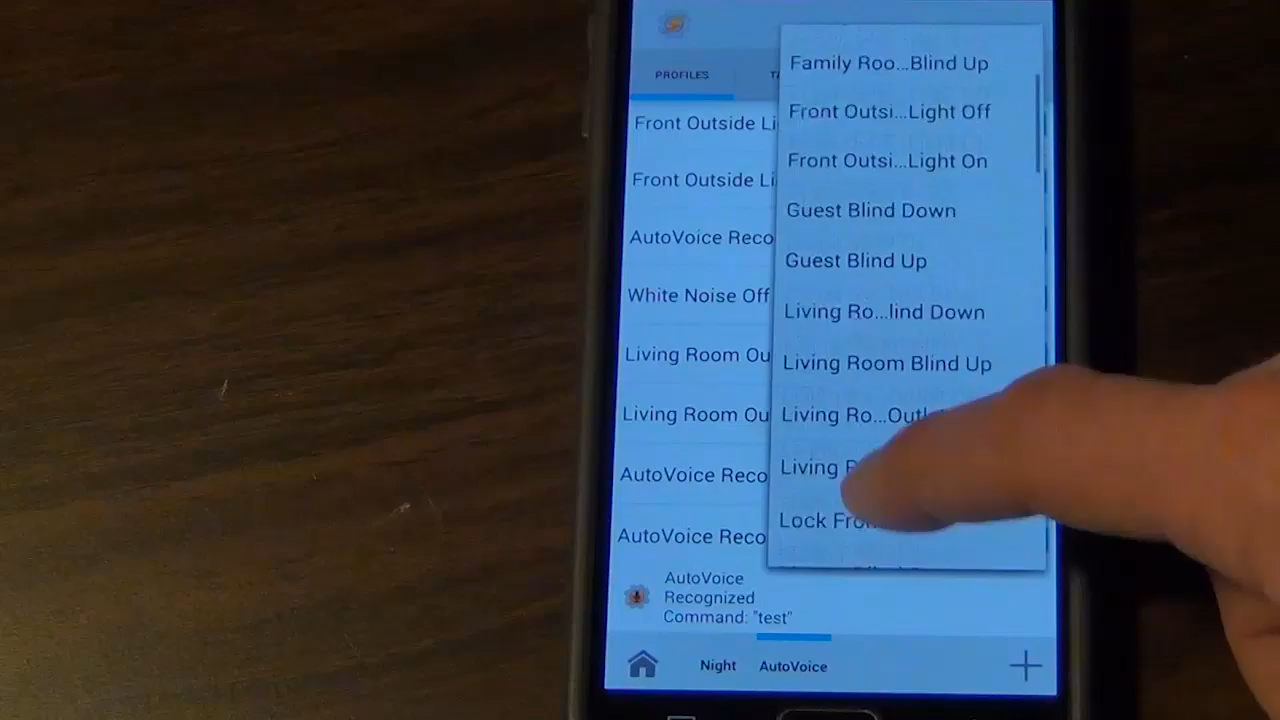 PROFILES
Front Outside Li
Front Outside Li
AutoVoice Reco
White Noise Off
Living Room Ou
Living Room Ou
AutoVoice Reco
AutoVoice Reco
AutoVoice
Recognized
Command: "test"
Family Roo...Blind Up
Front Outsi...Light Off
Front Outsi...Light On
Guest Blind Down
Guest Blind Up
Living Ro...lind Down
Living Room Blind Up
Living Ro...Outl
Living
Lock Fron
Night
AutoVoice